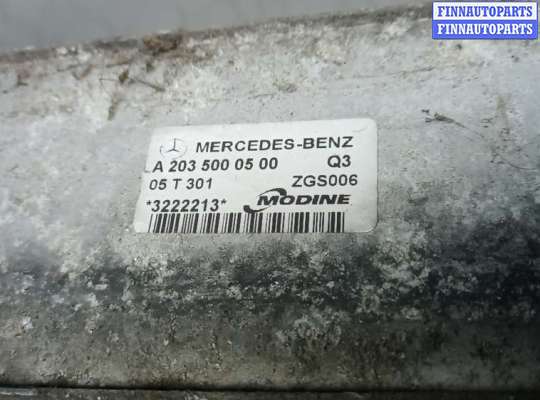 FINNAUTOPARTS
FINNAUTOPARTS
MERCEDES-BENZ
A 203 500 05 00 Q3
05 T 301 ZGS006
*3222213* MODINE